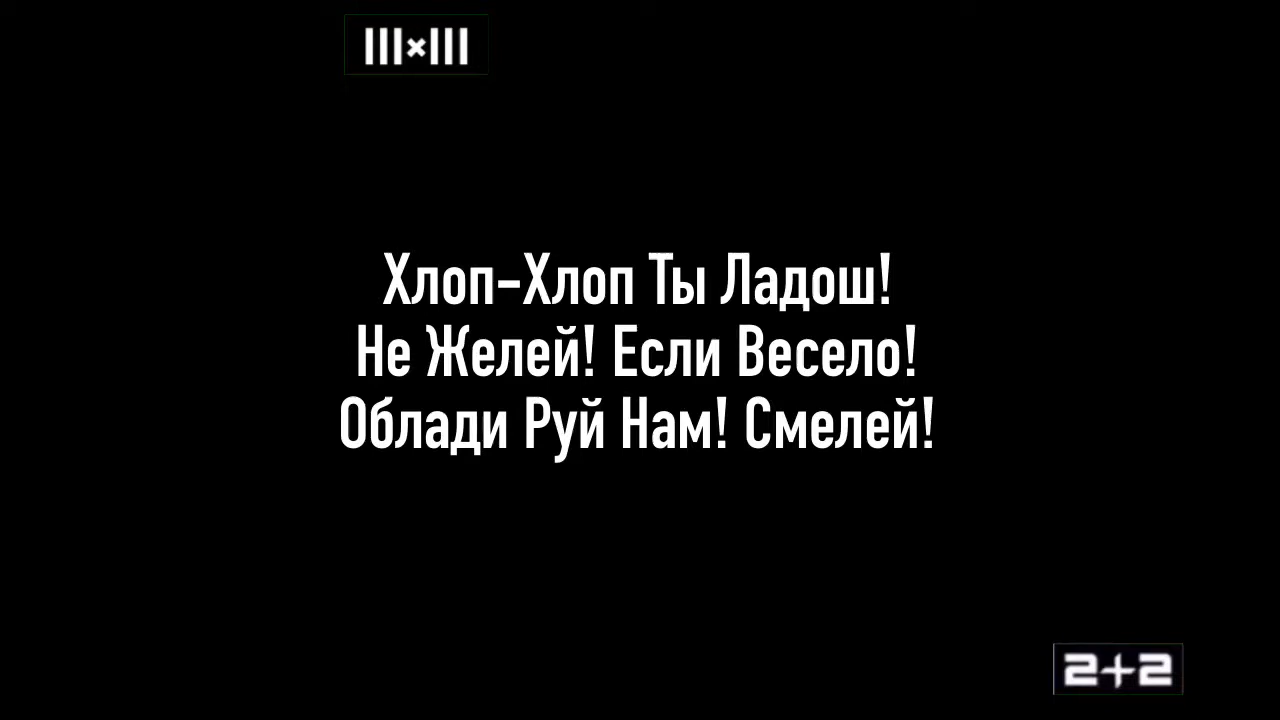 III×III
Хлоп-Хлоп Ты Ладош!
Не Желей! Если Весело!
Облади Руй Нам! Смелей!
2+2